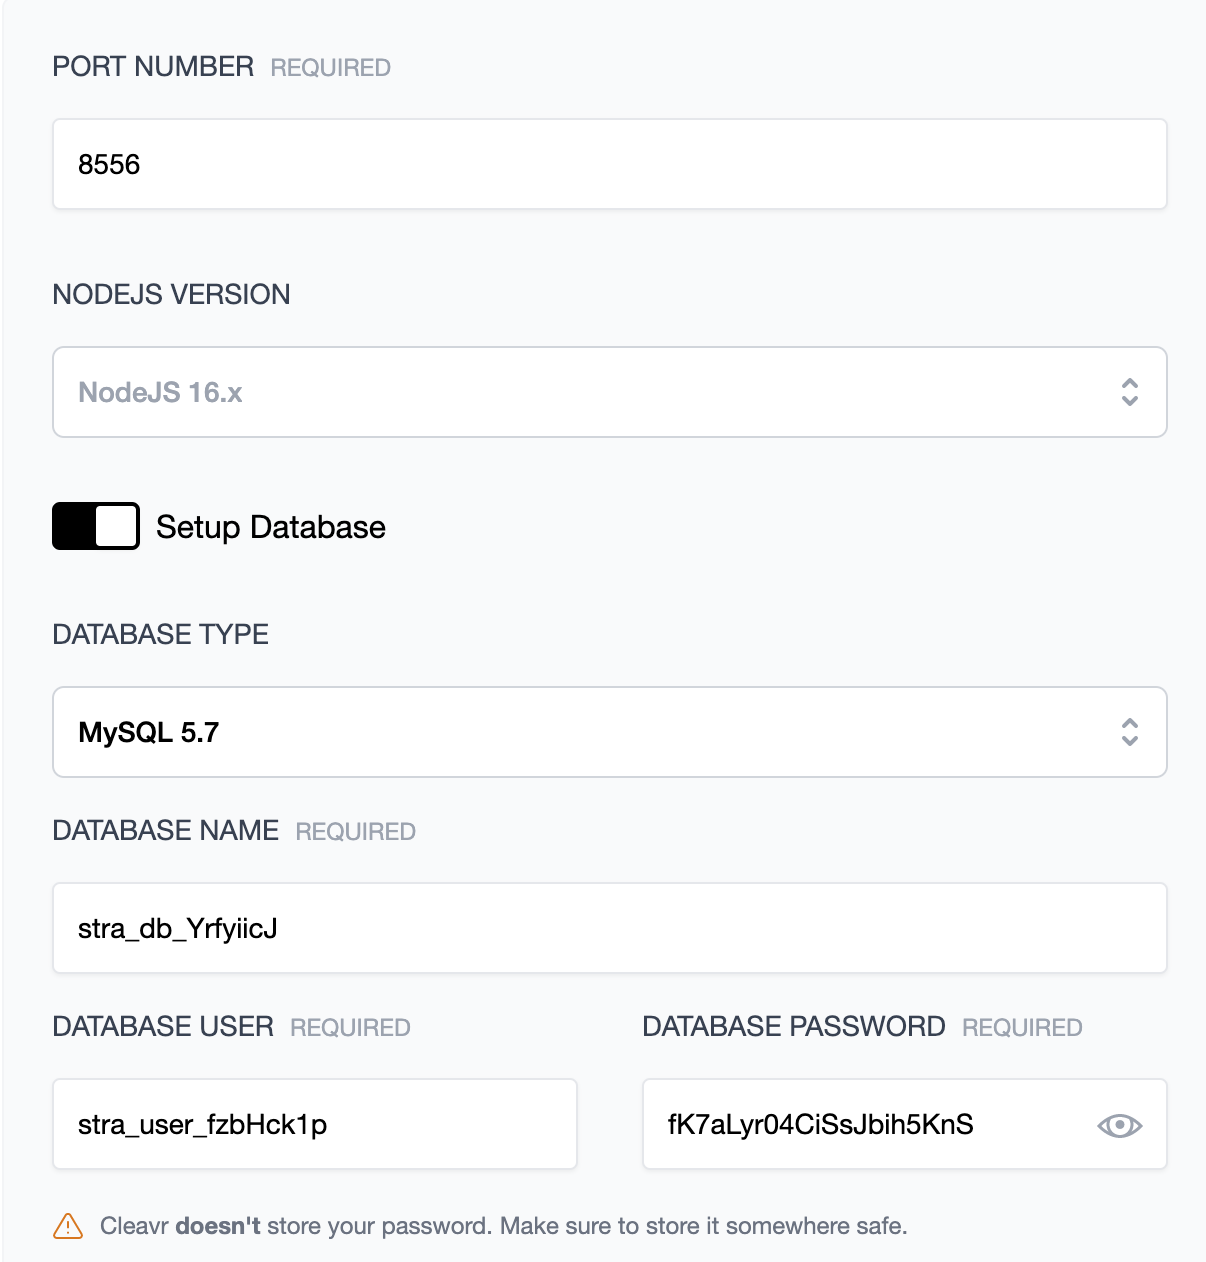 PORT NUMBER REQUIRED
8556
NODEJS VERSION
NodeJS 16.x
Setup Database
DATABASE TYPE
MySQL 5.7
DATABASE NAME REQUIRED
stra_db_YrfyiicJ
DATABASE USER REQUIRED
DATABASE PASSWORD REQUIRED
stra_user_fzbHck1p
fK7aLyr04CiSsJbih5KnS
Cleavr doesn't store your password. Make sure to store it somewhere safe.